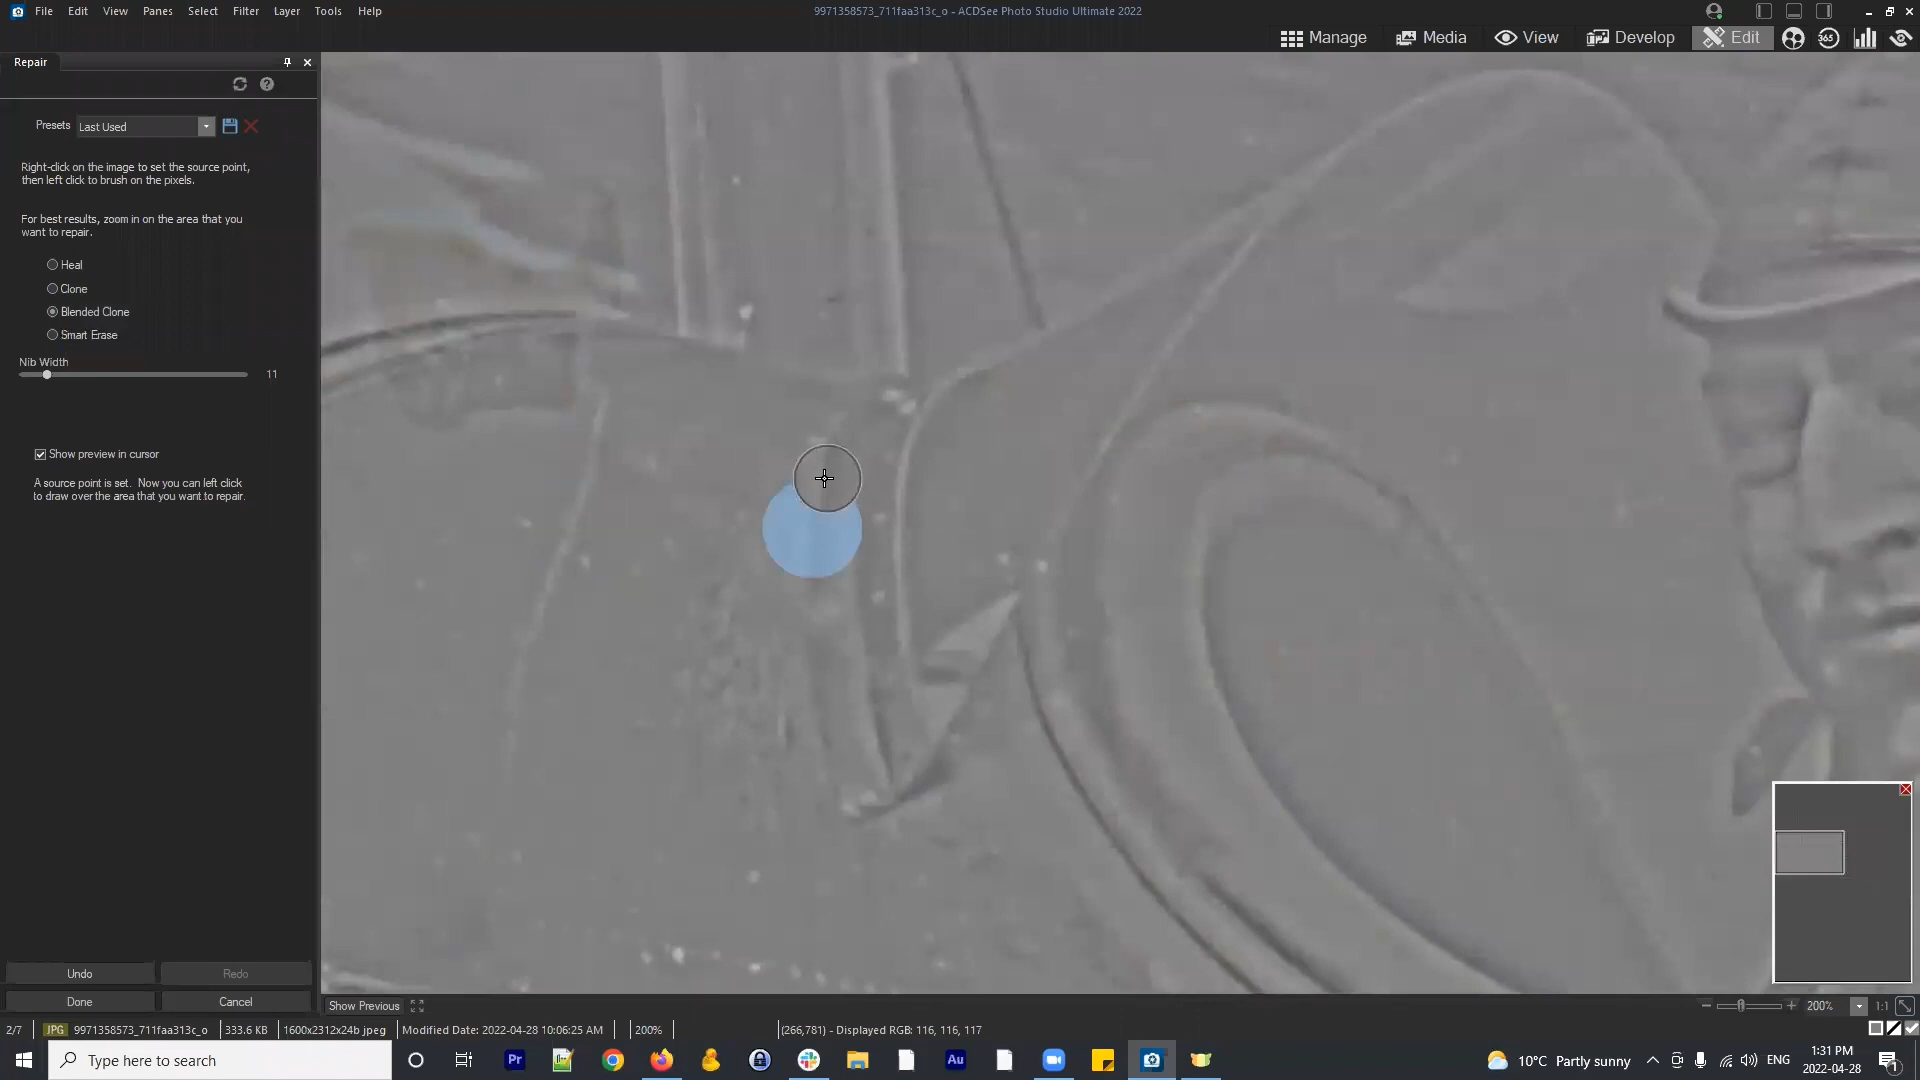 File Edit View Panes Select Filter Image Layer Tools Help
9971358573_711faa313c_o - ACDSee Photo Studio Ultimate 2022
Manage Media View Develop Edit 365
Repair
Presets Last Used
Right-click on the image to set the source point,
then left click to brush on the pixels.
For best results, zoom in on the area that you
want to repair.
Heal
Clone
Blended Clone
Smart Erase
Nib Width
11
Show preview in cursor
A source point is set. Now you can left click
to draw over the area that you want to repair.
Undo Redo
Done Cancel
Show Previous
200% 1:1
2/7 JPG 9971358573_711faa313c_o 333.6 KB 1600x2312x24b jpeg Modified Date: 2022-04-28 10:06:25 AM 200% (266,781) - Displayed RGB: 116, 116, 117
Type here to search
Pr
Au
10°C Partly sunny
ENG
1:31 PM
2022-04-28
1